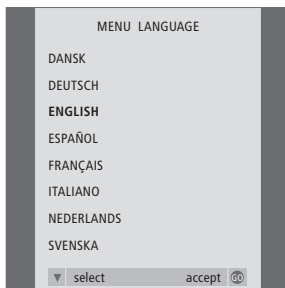 MENU LANGUAGE
DANSK
DEUTSCH
ENGLISH
ESPAÑOL
FRANÇAIS
ITALIANO
NEDERLANDS
SVENSKA
▼ select accept GO